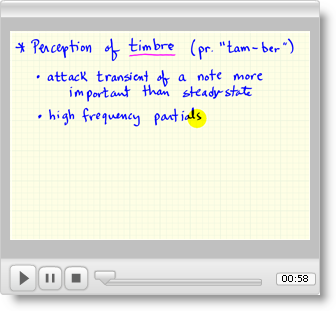 * Perception of timbre (pr. "tam-ber")
• attack transient of a note more
important than steady-state
• high frequency partials
00:58